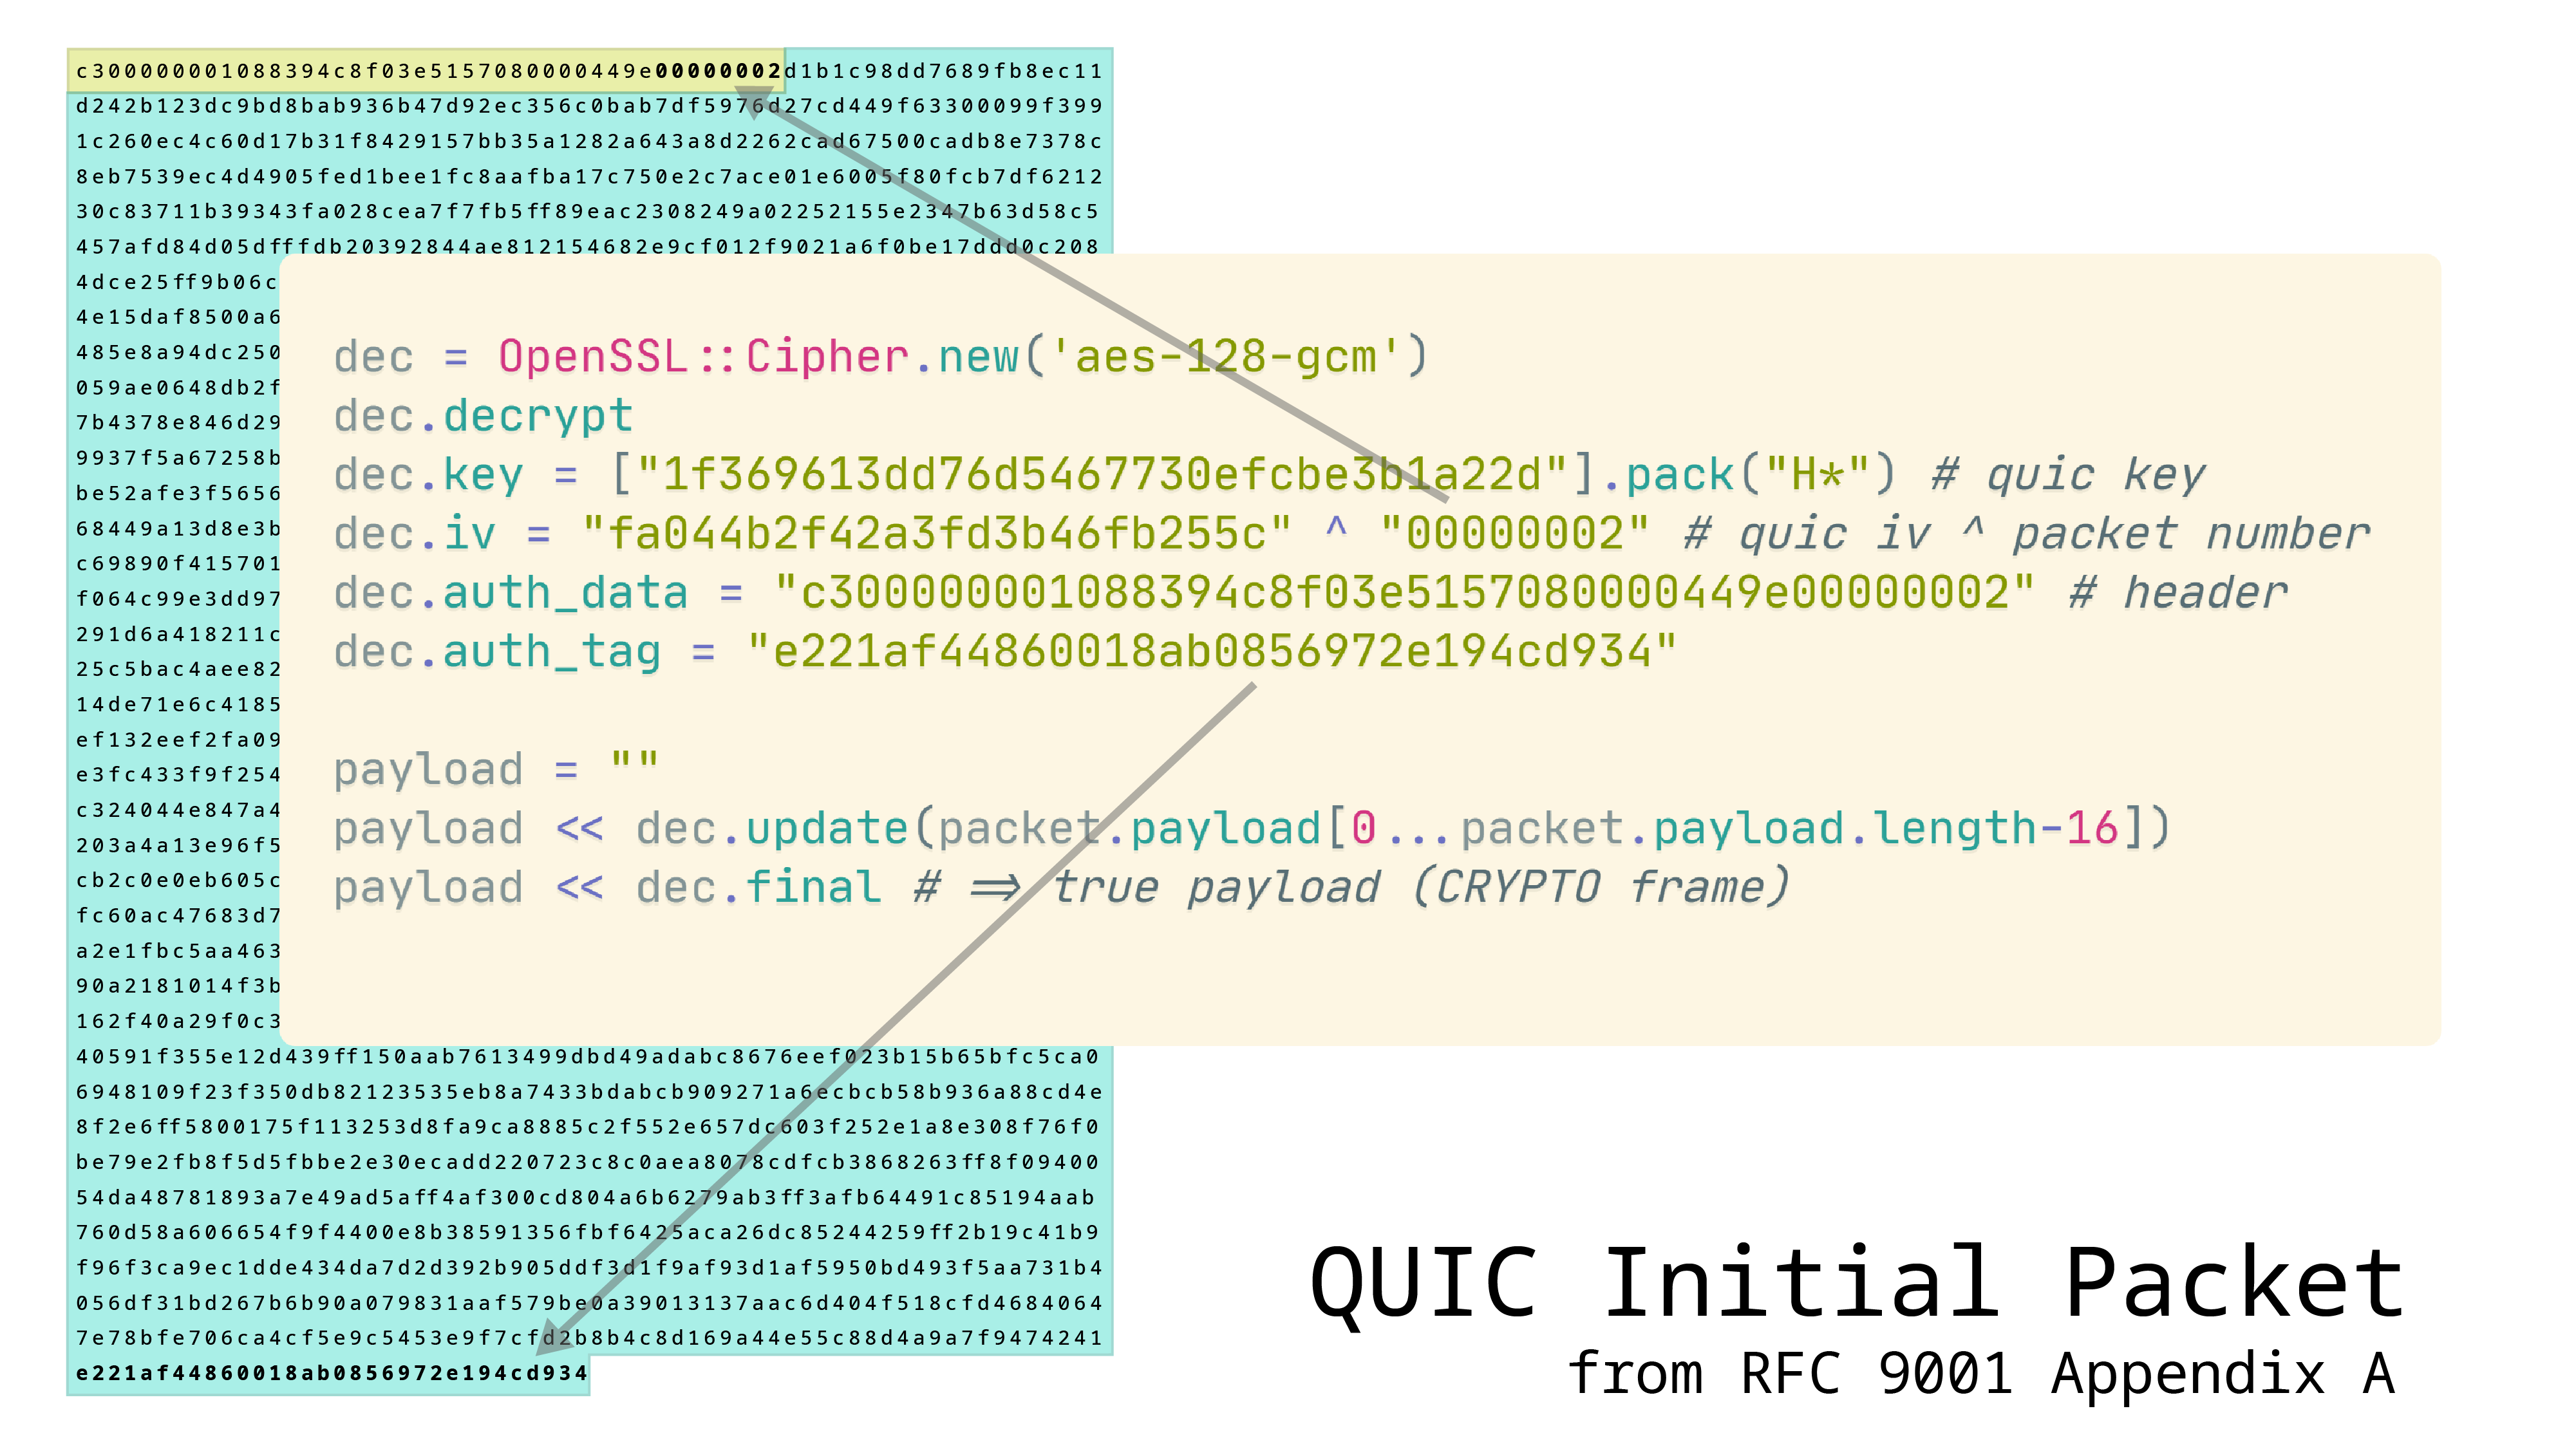 c300000001088394c8f03e5157080000449e00000002d1b1c98dd7689fb8ec11
d242b123dc9bd8bab936b47d92ec356c0bab7df5976d27cd449f63300099f399
1c260ec4c60d17b31f8429157bb35a1282a643a8d2262cad67500cadb8e7378c
8eb7539ec4d4905fed1bee1fc8aafba17c750e2c7ace01e6005f80fcb7df6212
30c83711b39343fa028cea7f7fb5ff89eac2308249a02252155e2347b63d58c5
457afd84d05dfffdb20392844ae812154682e9cf012f9021a6f0be17ddd0c208
4dce25ff9b06c
4e15daf8500a6
485e8a94dc250
059ae0648db2f
7b4378e846d29
9937f5a67258b
be52afe3f5656
68449a13d8e3b
c69890f415701
f064c99e3dd97
291d6a418211c
25c5bac4aee82
14de71e6c4185
ef132eef2fa09
e3fc433f9f254
c324044e847a4
203a4a13e96f5
cb2c0e0eb605c
fc60ac47683d7
a2e1fbc5aa463
90a2181014f3b
162f40a29f0c3
40591f355e12d439ff150aab7613499dbd49adabc8676eef023b15b65bfc5ca0
6948109f23f350db82123535eb8a7433bdabcb909271a6ecbcb58b936a88cd4e
8f2e6ff5800175f113253d8fa9ca8885c2f552e657dc603f252e1a8e308f76f0
be79e2fb8f5d5fbbe2e30ecadd220723c8c0aea8078cdfcb3868263ff8f09400
54da48781893a7e49ad5aff4af300cd804a6b6279ab3ff3afb64491c85194aab
760d58a606654f9f4400e8b38591356fbf6425aca26dc85244259ff2b19c41b9
f96f3ca9ec1dde434da7d2d392b905ddf3d1f9af93d1af5950bd493f5aa731b4
056df31bd267b6b90a079831aaf579be0a39013137aac6d404f518cfd4684064
7e78bfe706ca4cf5e9c5453e9f7cfd2b8b4c8d169a44e55c88d4a9a7f9474241
e221af44860018ab0856972e194cd934
dec = OpenSSL::Cipher.new('aes-128-gcm')
dec.decrypt
dec.key = ["1f369613dd76d5467730efcbe3b1a22d"].pack("H*") # quic key
dec.iv = "fa044b2f42a3fd3b46fb255c" ^ "00000002" # quic iv ^ packet number
dec.auth_data = "c300000001088394c8f03e5157080000449e00000002" # header
dec.auth_tag = "e221af44860018ab0856972e194cd934"
payload = ""
payload << dec.update(packet.payload[0...packet.payload.length-16])
payload << dec.final # => true payload (CRYPTO frame)
QUIC Initial Packet
from RFC 9001 Appendix A